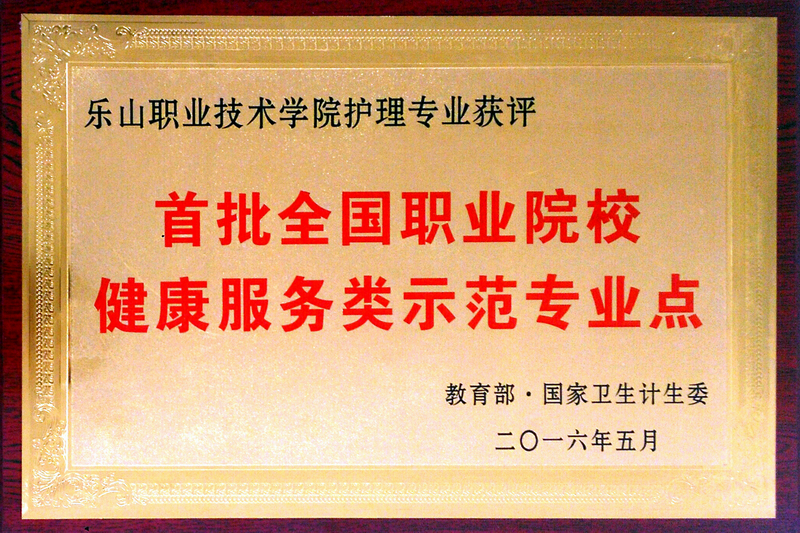 乐山职业技术学院护理专业获评
首批全国职业院校
健康服务类示范专业点
教育部·国家卫生计生委
二〇一六年五月